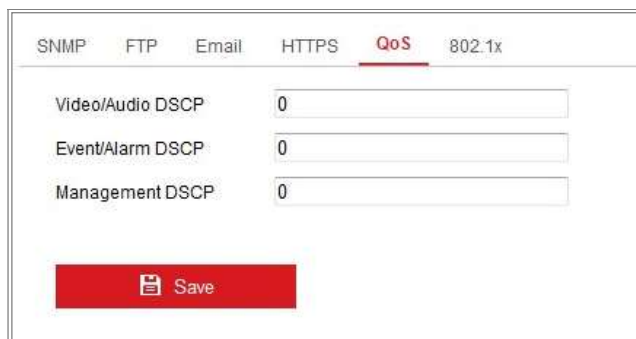 SNMP FTP Email HTTPS QoS 802.1x
Video/Audio DSCP 0
Event/Alarm DSCP 0
Management DSCP 0
Save